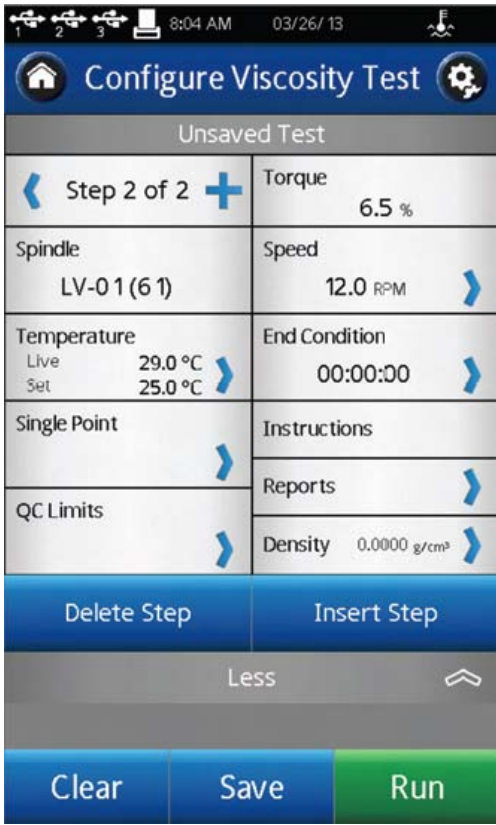 1 2 3 8:04 AM 03/26/13
Configure Viscosity Test
Unsaved Test
Step 2 of 2
Torque
6.5 %
Spindle
LV-01(61)
Speed
12.0 RPM
Temperature
Live 29.0 °C
Set 25.0 °C
End Condition
00:00:00
Single Point
Instructions
Reports
QC Limits
Density 0.0000 g/cm³
Delete Step
Insert Step
Less
Clear
Save
Run